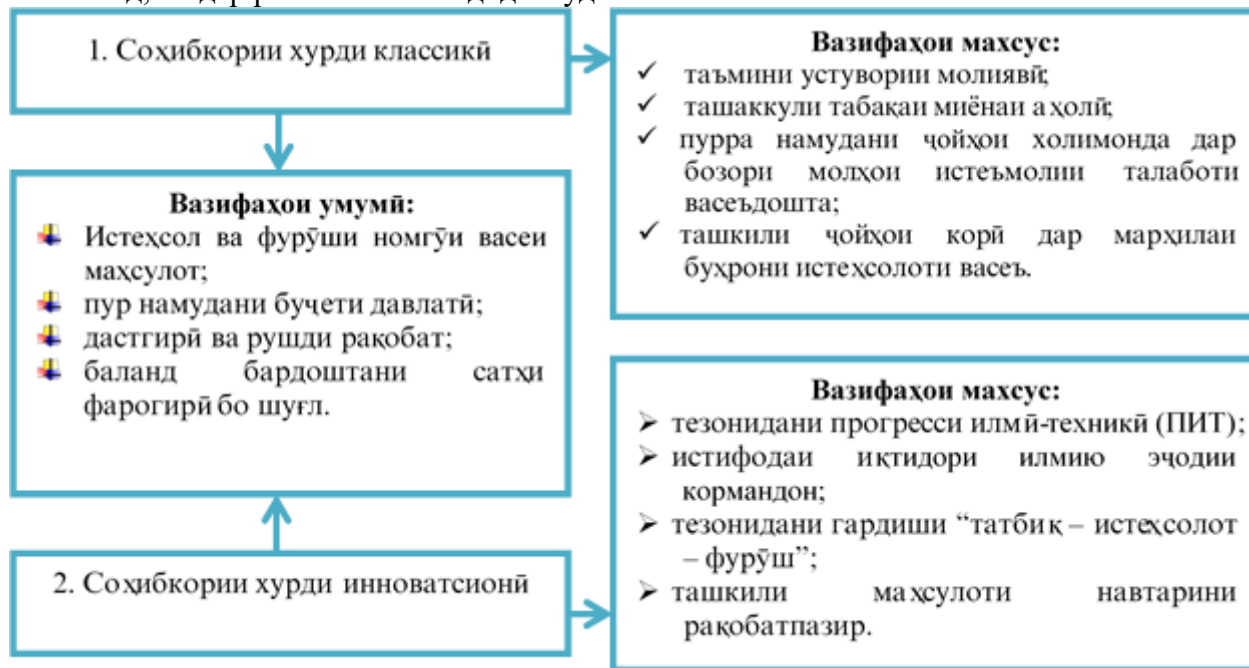 1. Соҳибкории хурди классикӣ
Вазифаҳои махсус:
таъмини устувории молиявӣ;
ташаккули табақаи миёнаи аҳолӣ;
пурра намудани ҷойҳои холимонда дар
бозори молҳои истеъмолии талаботи
васеъдошта;
ташкили ҷойҳои корӣ дар марҳилаи
буҳрони истеҳсолоти васеъ.
Вазифаҳои умумӣ:
Истеҳсол ва фурӯши номгӯи васеи
маҳсулот;
пур намудани буҷети давлатӣ;
дастгирӣ ва рушди рақобат;
баланд бардоштани сатҳи
фарогирӣ бо шуғл.
2. Соҳибкории хурди инноватсионӣ
Вазифаҳои махсус:
тезонидани прогресси илмӣ-техникӣ (ПИТ);
истифодаи иқтидори илмию эҷодии
кормандон;
тезонидани гардиши “татбиқ – истеҳсолот
– фурӯш”;
ташкили маҳсулоти навтарини
рақобатпазир.